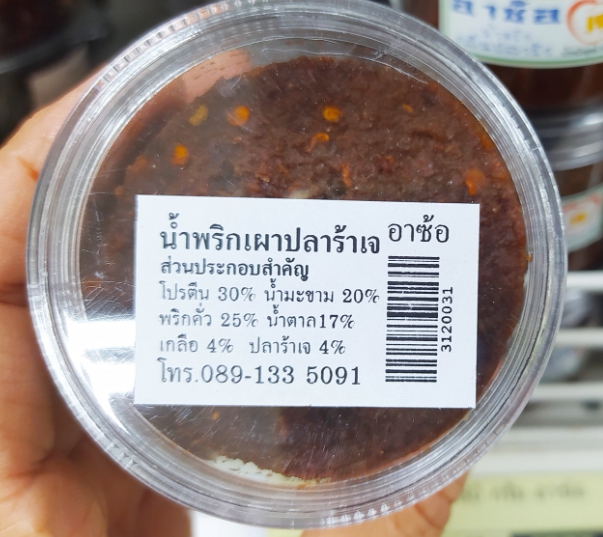 น้ำพริกเผาปลาร้าเจ อาซ้อ
ส่วนประกอบสำคัญ
โปรตีน 30% น้ำมะขาม 20%
พริกคั่ว 25% น้ำตาล17%
เกลือ 4% ปลาร้าเจ 4%
โทร.089-133 5091
3120031